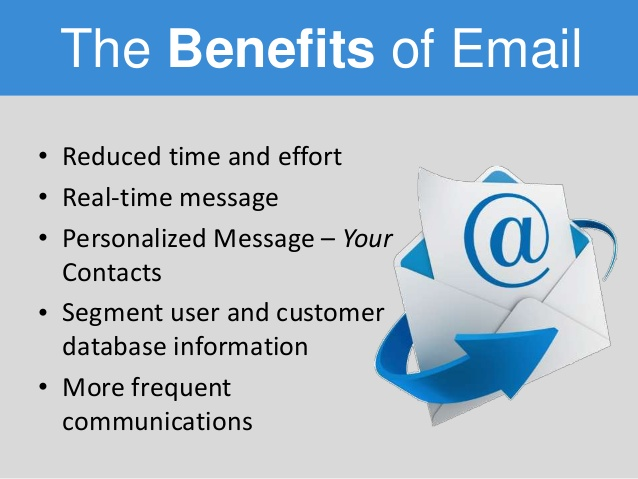 The Benefits of Email
• Reduced time and effort
• Real-time message
• Personalized Message – Your
Contacts
• Segment user and customer
database information
• More frequent
communications
@